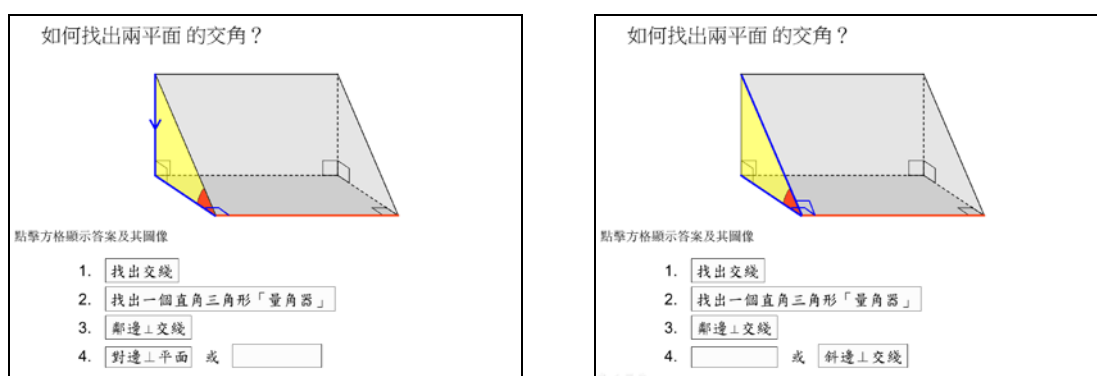 如何找出兩平面的交角？
點擊方格顯示答案及其圖像
1. 找出交綫
2. 找出一個直角三角形「量角器」
3. 鄰邊⊥交綫
4. 對邊⊥平面 或
如何找出兩平面的交角？
點擊方格顯示答案及其圖像
1. 找出交綫
2. 找出一個直角三角形「量角器」
3. 鄰邊⊥交綫
4. 或 斜邊⊥交綫